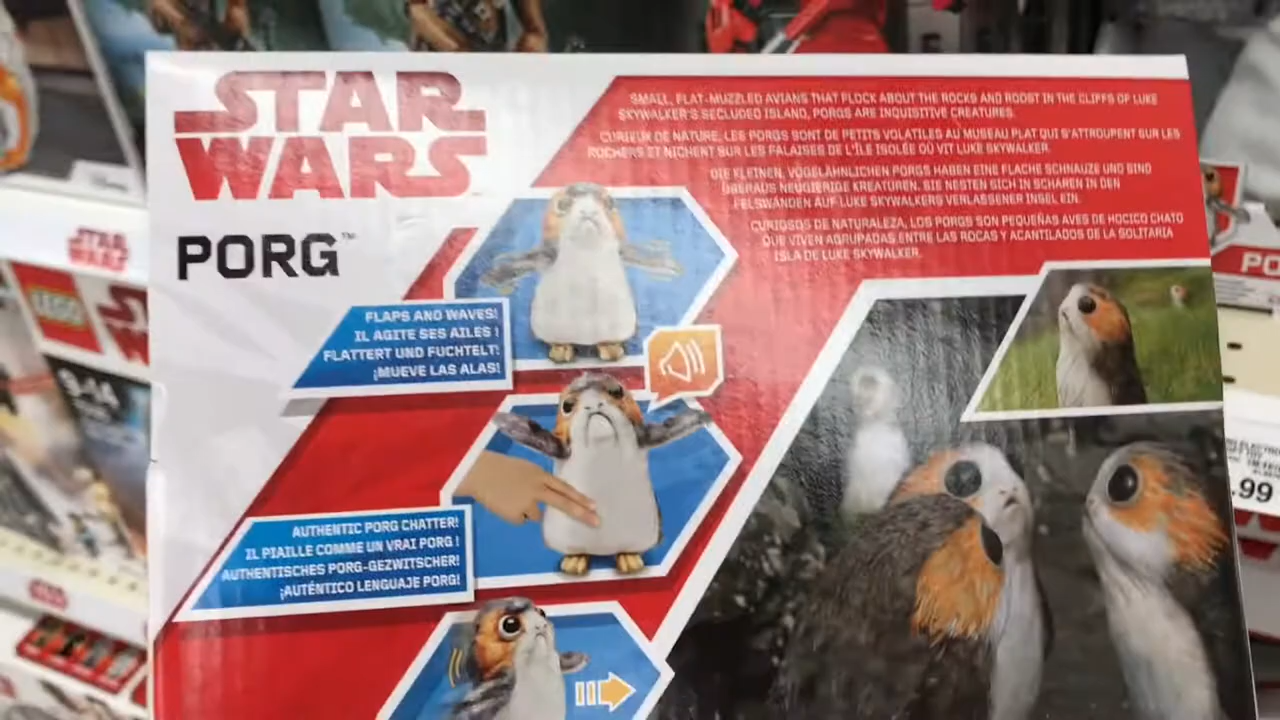 STAR
WARS
PORG™
SMALL, FLAT-MUZZLED AVIANS THAT FLOCK ABOUT THE ROCKS AND ROOST IN THE CLIFFS OF LUKE
SKYWALKER'S SECLUDED ISLAND, PORGS ARE INQUISITIVE CREATURES.
CURIEUX DE NATURE, LES PORGS SONT DE PETITS VOLATILES AU MUSEAU PLAT QUI S'ATTROUPENT SUR LES
ROCHERS ET NICHENT SUR LES FALAISES DE L'ÎLE ISOLÉE OÙ VIT LUKE SKYWALKER.
DIE KLEINEN, VOGELÄHNLICHEN PORGS HABEN EINE FLACHE SCHNAUZE UND SIND
ÜBERAUS NEUGIERIGE KREATUREN. SIE NISTEN SICH IN SCHAREN IN DEN
FELSWÄNDEN AUF LUKE SKYWALKERS VERLASSENER INSEL EIN.
CURIOSOS DE NATURALEZA, LOS PORGS SON PEQUEÑAS AVES DE HOCICO CHATO
QUE VIVEN AGRUPADAS ENTRE LAS ROCAS Y ACANTILADOS DE LA SOLITARIA
ISLA DE LUKE SKYWALKER.
FLAPS AND WAVES!
IL AGITE SES AILES !
FLATTERT UND FUCHTELT!
¡MUEVE LAS ALAS!
AUTHENTIC PORG CHATTER!
IL PIAILLE COMME UN VRAI PORG !
AUTHENTISCHES PORG-GEZWITSCHER!
¡AUTÉNTICO LENGUAJE PORG!
STAR
WARS
LEGO
9-14
PO
.99